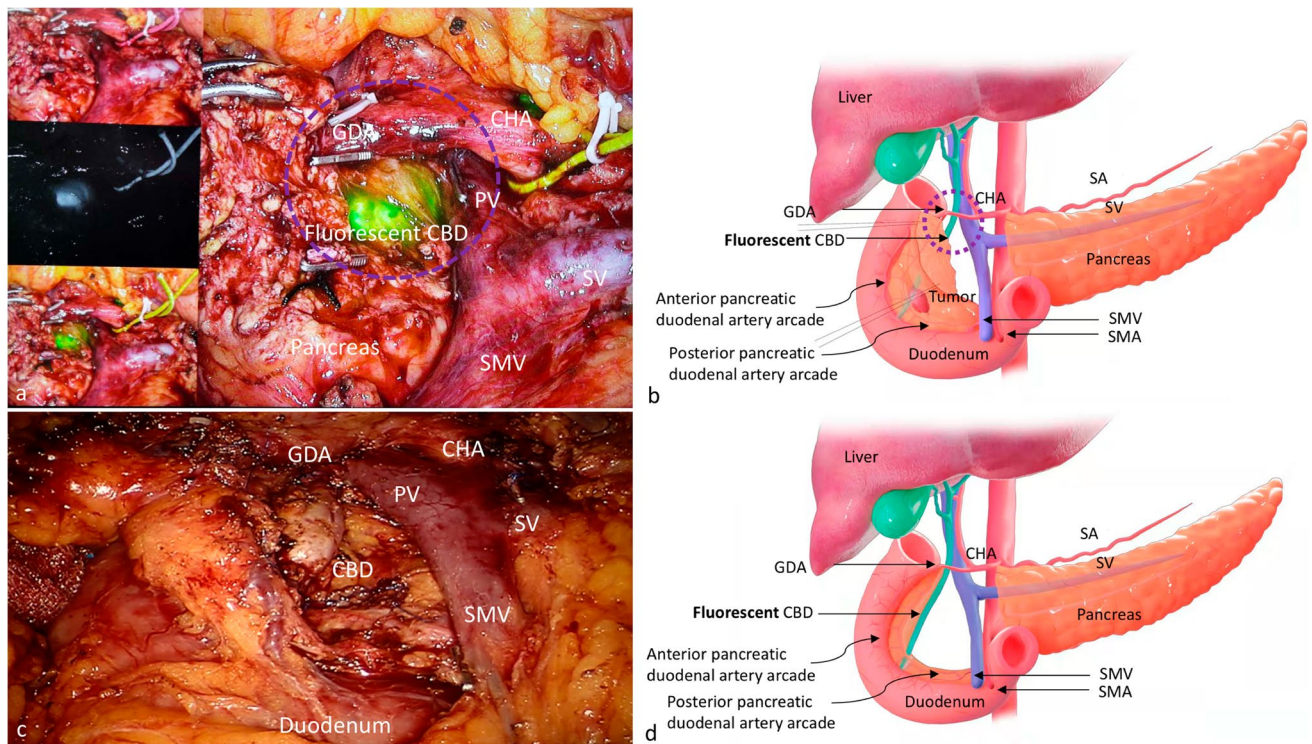 GDA
CHA
PV
Fluorescent CBD
SV
Pancreas
SMV
a
Liver
SA
CHA
GDA
SV
Fluorescent CBD
Pancreas
Anterior pancreatic
duodenal artery arcade
Tumor
SMV
Posterior pancreatic
duodenal artery arcade
SMA
Duodenum
b
GDA
CHA
PV
SV
CBD
SMV
Duodenum
c
Liver
SA
CHA
GDA
SV
Fluorescent CBD
Pancreas
Anterior pancreatic
duodenal artery arcade
SMV
Posterior pancreatic
duodenal artery arcade
SMA
Duodenum
d